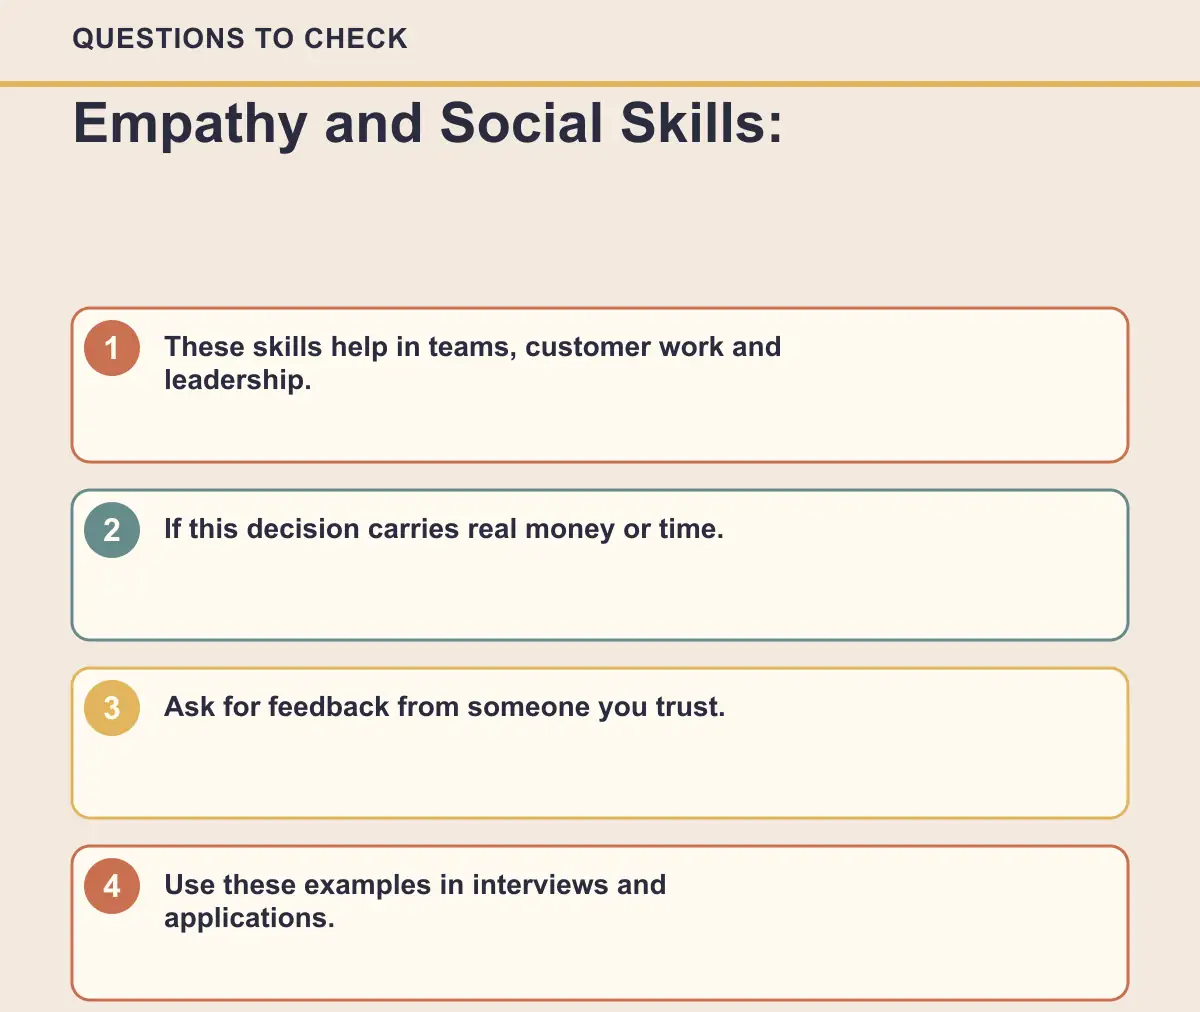 QUESTIONS TO CHECK
Empathy and Social Skills:
1
These skills help in teams, customer work and
leadership.
2
If this decision carries real money or time.
3
Ask for feedback from someone you trust.
4
Use these examples in interviews and
applications.